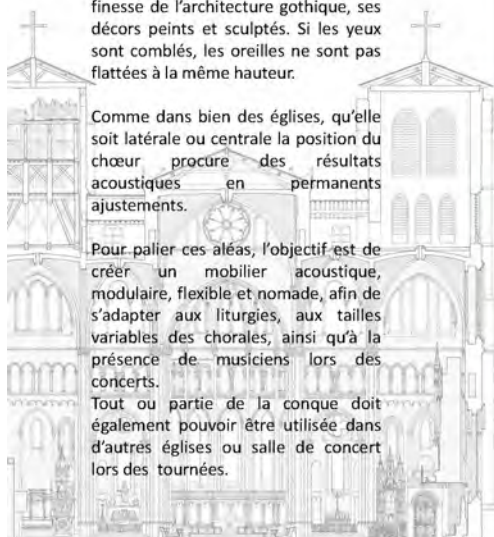 finesse de l'architecture gothique, ses
décors peints et sculptés. Si les yeux
sont comblés, les oreilles ne sont pas
flattées à la même hauteur.
Comme dans bien des églises, qu'elle
soit latérale ou centrale la position du
chœur procure des résultats
acoustiques en permanents
ajustements.
Pour palier ces aléas, l'objectif est de
créer un mobilier acoustique,
modulaire, flexible et nomade, afin de
s'adapter aux liturgies, aux tailles
variables des chorales, ainsi qu'à la
présence de musiciens lors des
concerts.
Tout ou partie de la conque doit
également pouvoir être utilisée dans
d'autres églises ou salle de concert
lors des tournées.